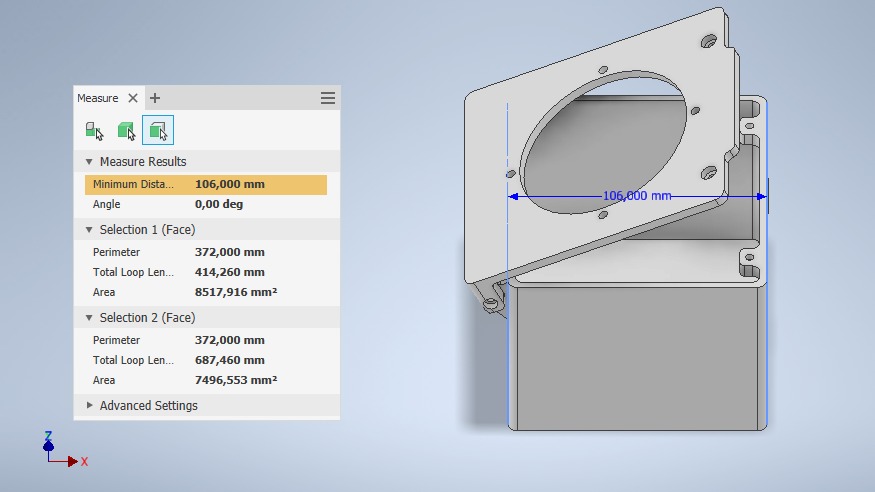 Measure
Measure Results
Minimum Dista... 106,000 mm
Angle 0,00 deg
Selection 1 (Face)
Perimeter 372,000 mm
Total Loop Len... 414,260 mm
Area 8517,916 mm²
Selection 2 (Face)
Perimeter 372,000 mm
Total Loop Len... 687,460 mm
Area 7496,553 mm²
Advanced Settings
106,000 mm
Z
X